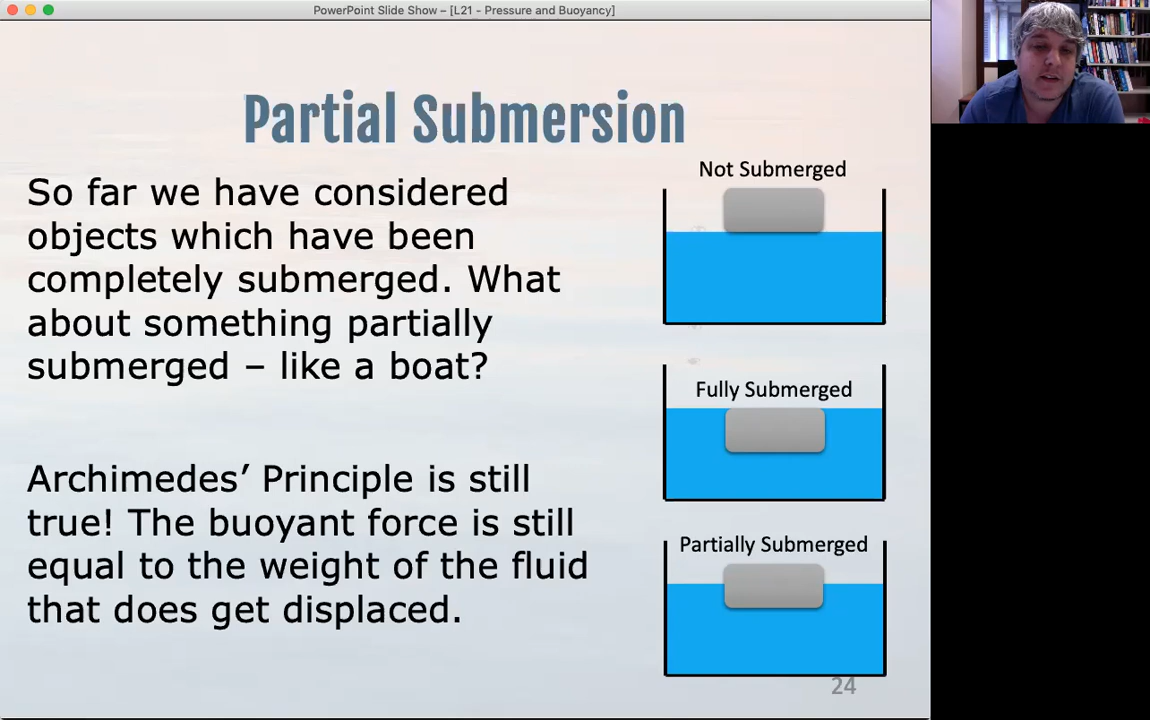 PowerPoint Slide Show – [L21 - Pressure and Buoyancy]
Partial Submersion
So far we have considered
objects which have been
completely submerged. What
about something partially
submerged – like a boat?
Archimedes’ Principle is still
true! The buoyant force is still
equal to the weight of the fluid
that does get displaced.
Not Submerged
Fully Submerged
Partially Submerged
24